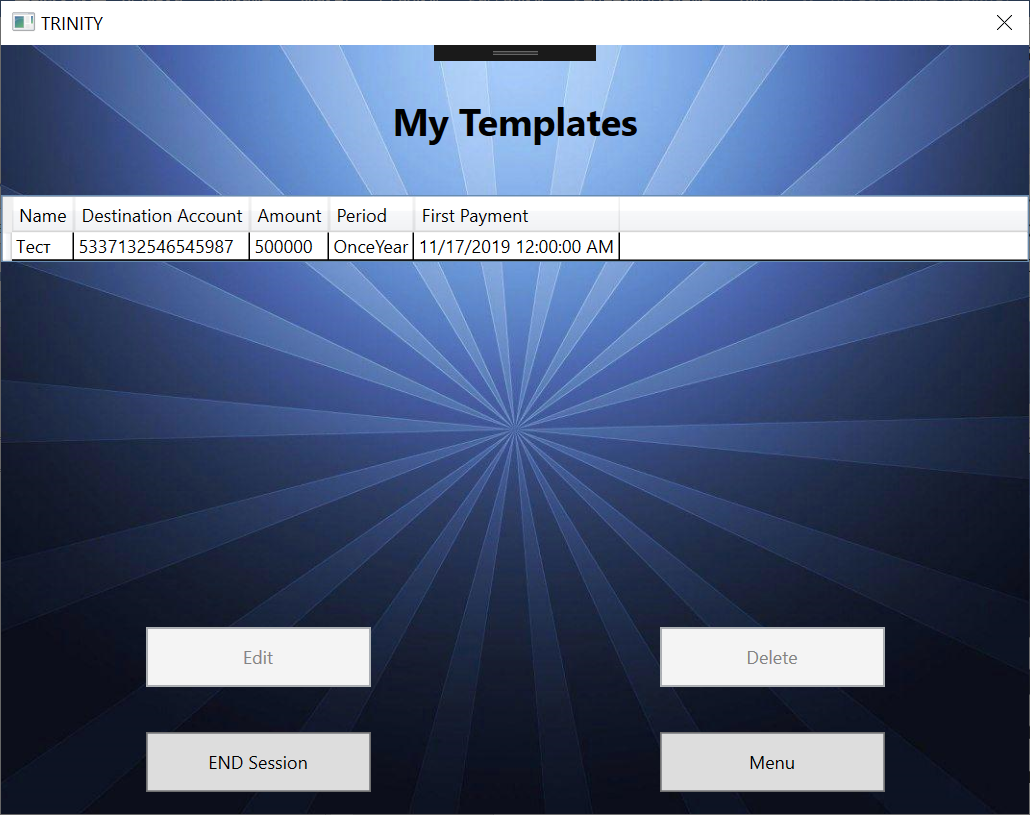 TRINITY
My Templates
Name Destination Account Amount Period First Payment
Тест 5337132546545987 500000 OnceYear 11/17/2019 12:00:00 AM
Edit Delete
END Session Menu